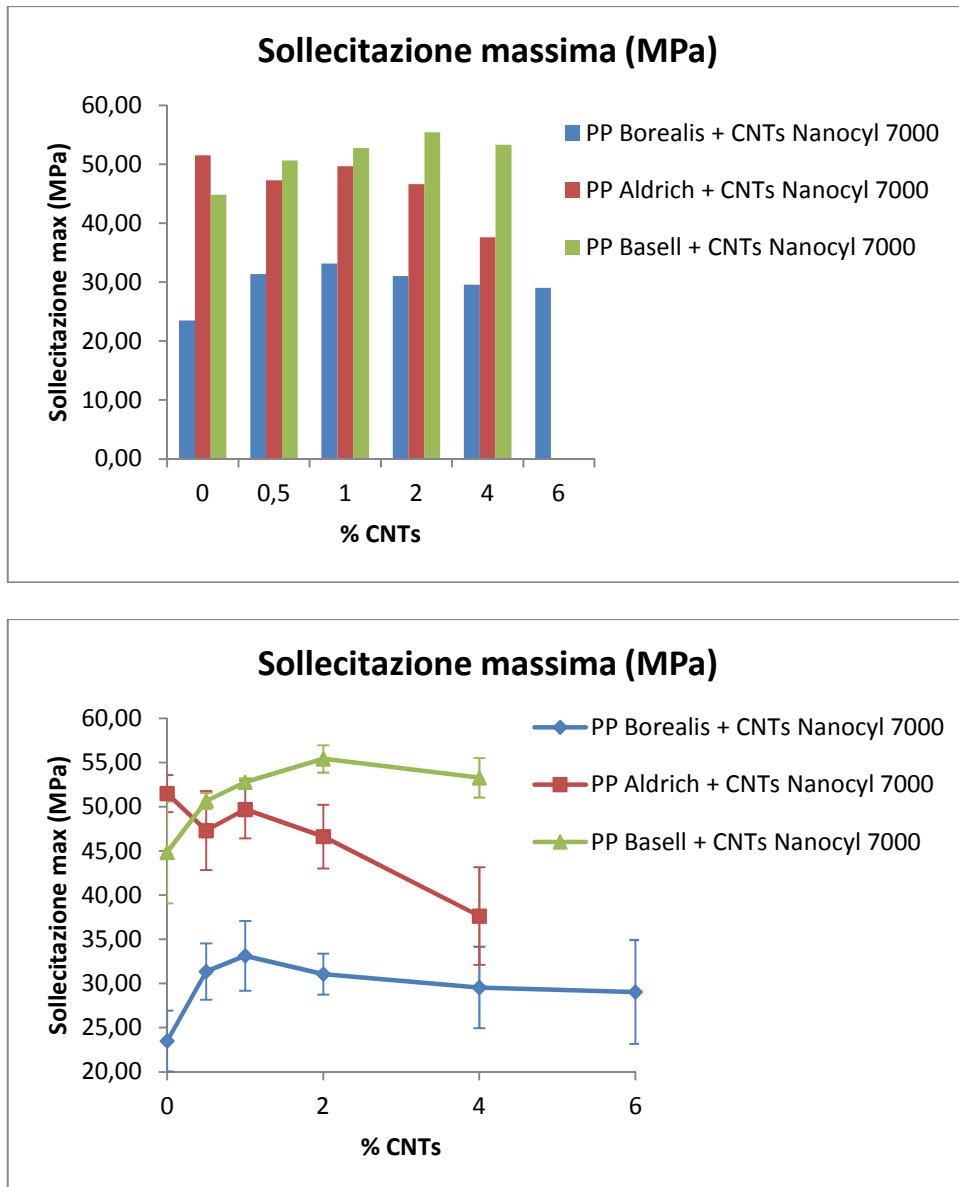 Sollecitazione massima (MPa)
Sollecitazione max (MPa)
60,00
50,00
40,00
30,00
20,00
10,00
0,00
0
0,5
1
2
4
6
% CNTs
PP Borealis + CNTs Nanocyl 7000
PP Aldrich + CNTs Nanocyl 7000
PP Basell + CNTs Nanocyl 7000
Sollecitazione massima (MPa)
Sollecitazione max (MPa)
60,00
55,00
50,00
45,00
40,00
35,00
30,00
25,00
20,00
0
2
4
6
% CNTs
PP Borealis + CNTs Nanocyl 7000
PP Aldrich + CNTs Nanocyl 7000
PP Basell + CNTs Nanocyl 7000